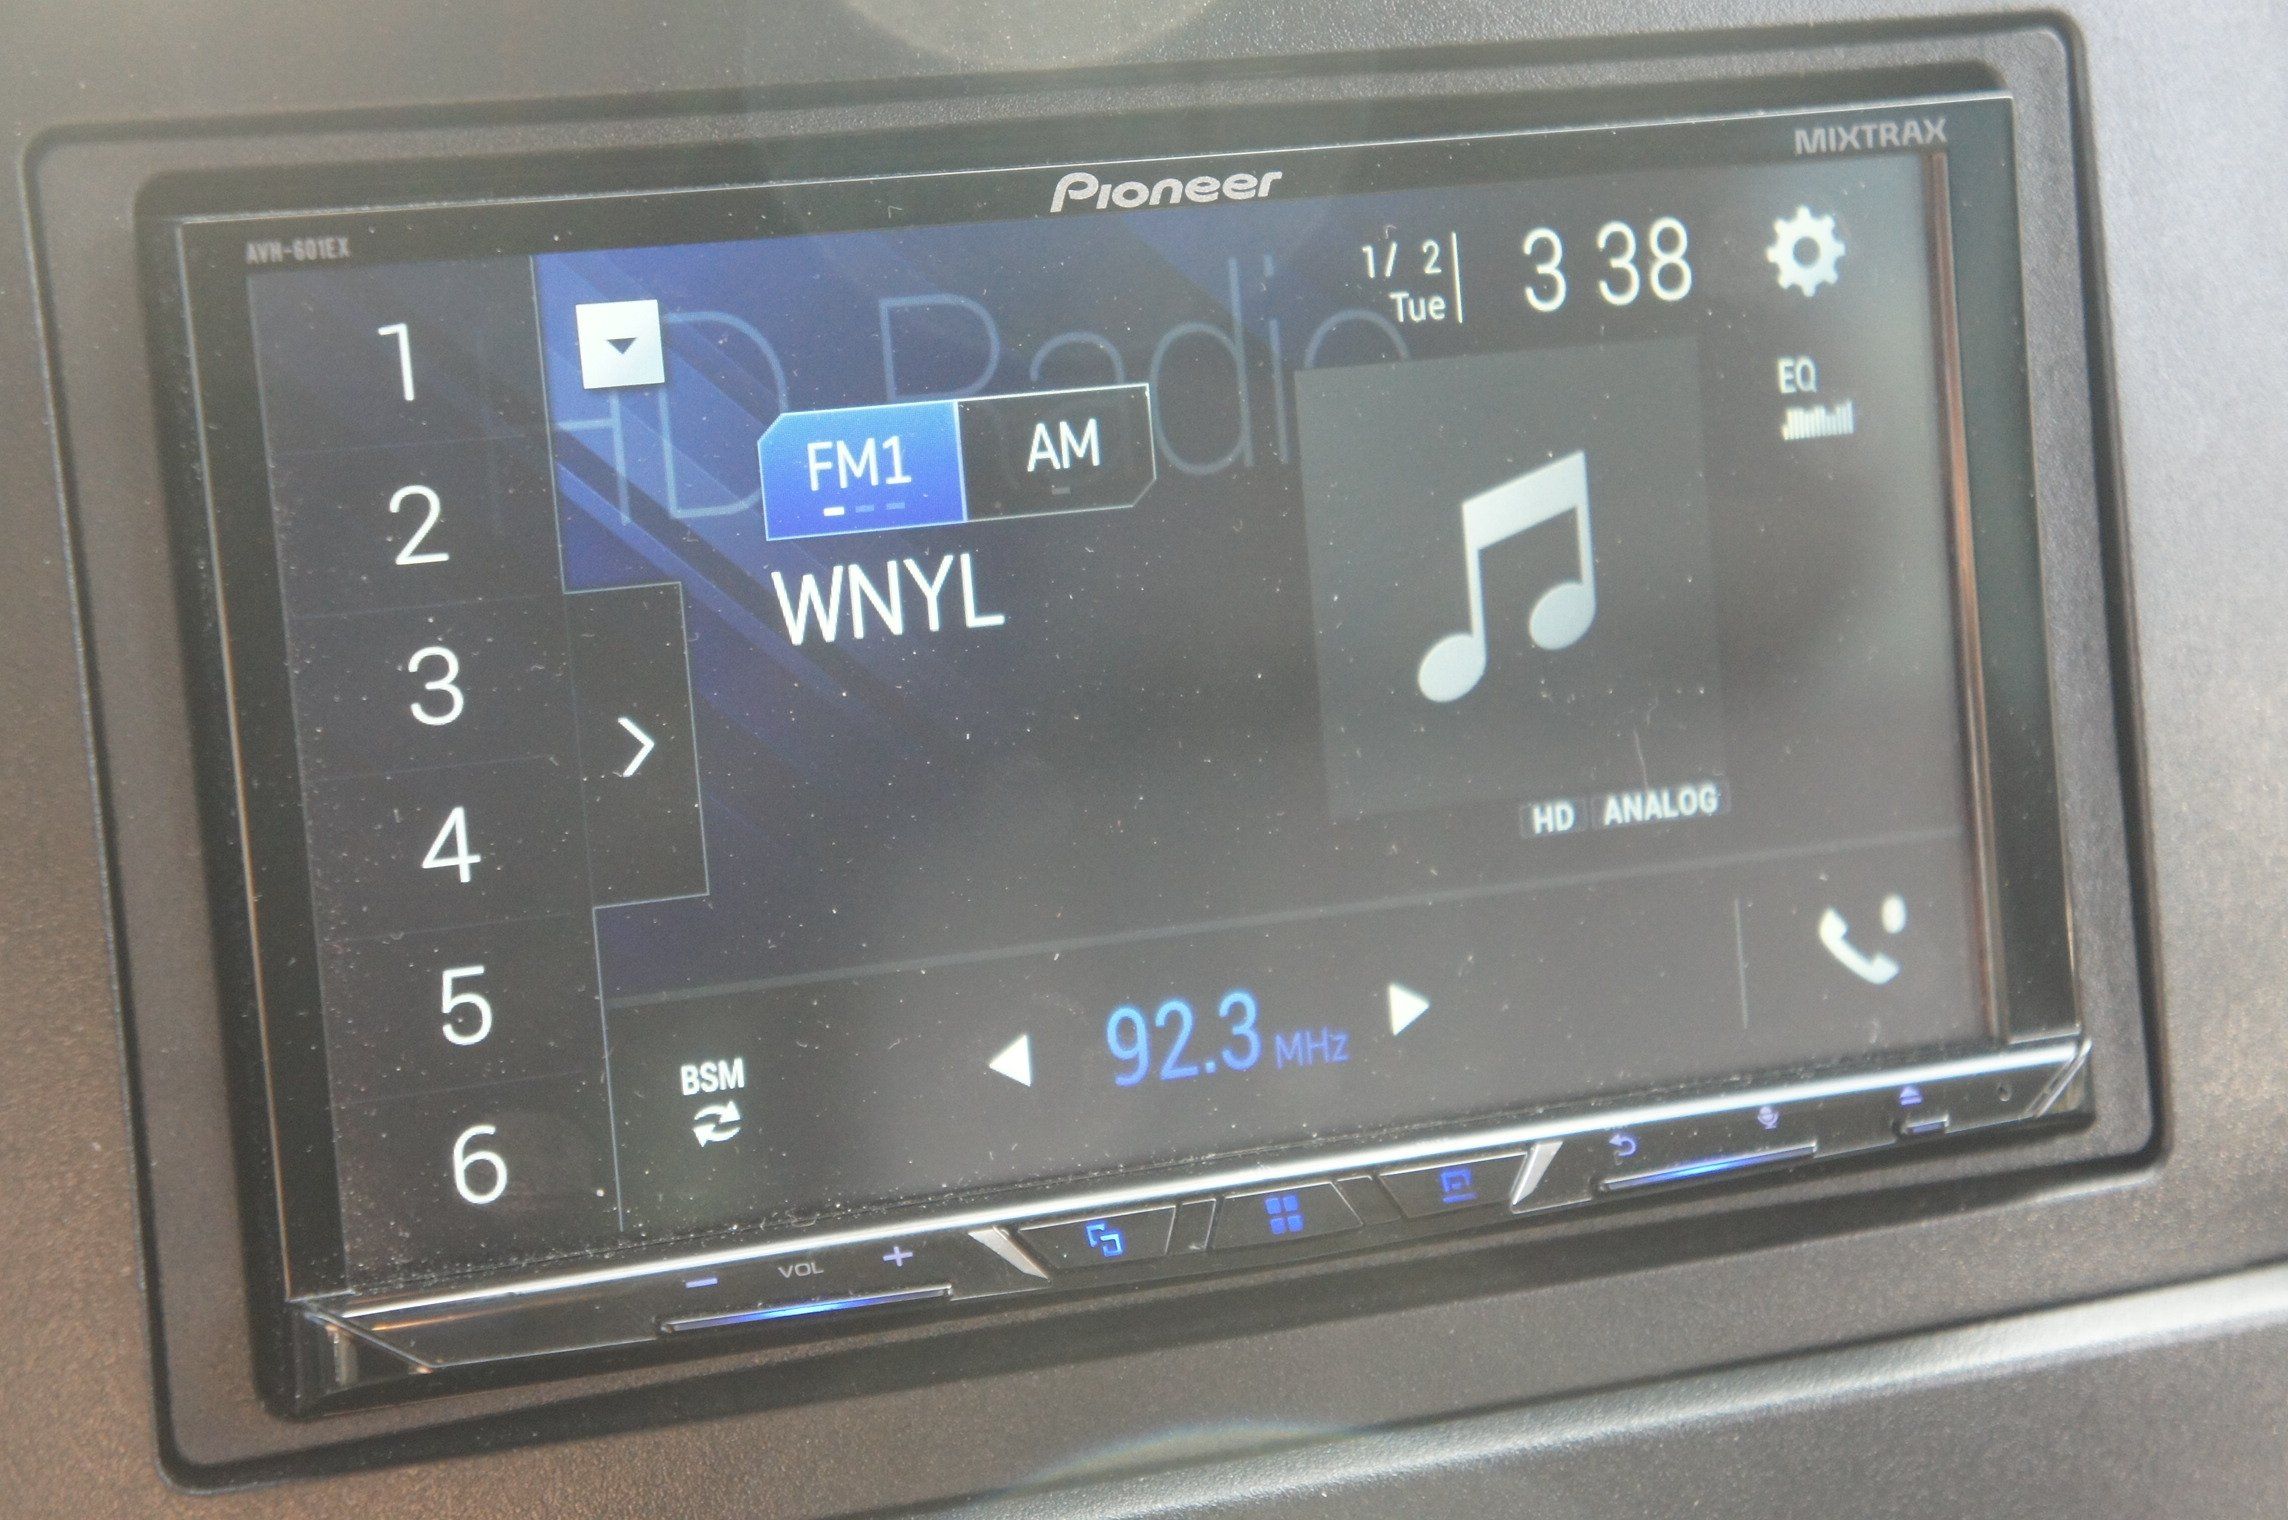 Pioneer
MIXTRAX
AVH-601EX
HD Radio
1/ 2
Tue
3 38
1
2
3
4
5
6
FM1
AM
WNYL
EQ
HD ANALOG
BSM
92.3 MHz
VOL